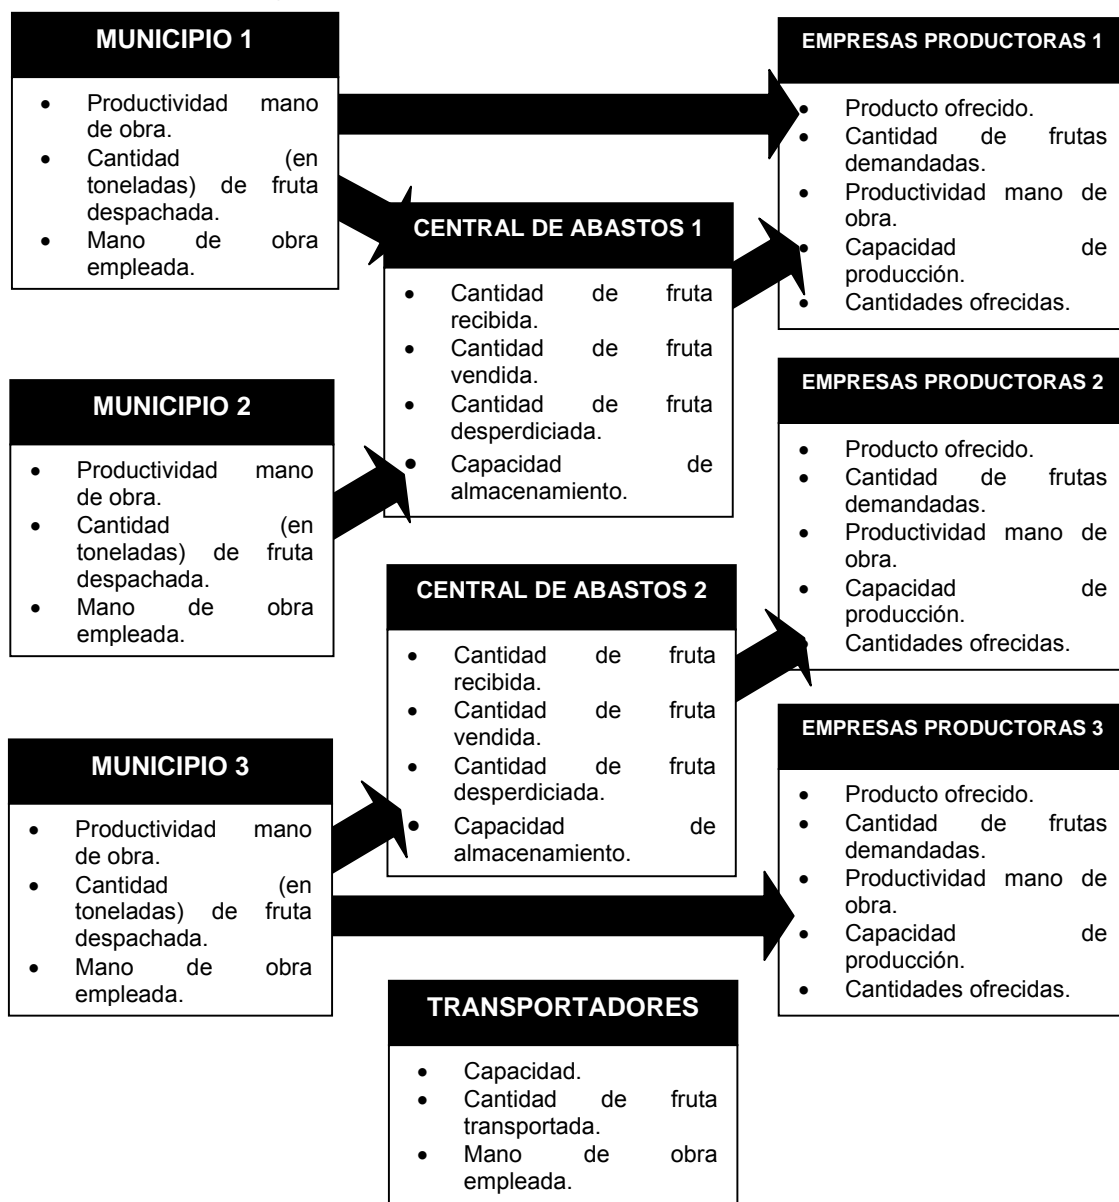 MUNICIPIO 1
• Productividad mano
de obra.
• Cantidad (en
toneladas) de fruta
despachada.
• Mano de obra
empleada.
EMPRESAS PRODUCTORAS 1
• Producto ofrecido.
• Cantidad de frutas
demandadas.
• Productividad mano de
obra.
• Capacidad de
producción.
• Cantidades ofrecidas.
CENTRAL DE ABASTOS 1
• Cantidad de fruta
recibida.
• Cantidad de fruta
vendida.
• Cantidad de fruta
desperdiciada.
• Capacidad de
almacenamiento.
MUNICIPIO 2
• Productividad mano
de obra.
• Cantidad (en
toneladas) de fruta
despachada.
• Mano de obra
empleada.
EMPRESAS PRODUCTORAS 2
• Producto ofrecido.
• Cantidad de frutas
demandadas.
• Productividad mano de
obra.
• Capacidad de
producción.
• Cantidades ofrecidas.
CENTRAL DE ABASTOS 2
• Cantidad de fruta
recibida.
• Cantidad de fruta
vendida.
• Cantidad de fruta
desperdiciada.
• Capacidad de
almacenamiento.
MUNICIPIO 3
• Productividad mano
de obra.
• Cantidad (en
toneladas) de fruta
despachada.
• Mano de obra
empleada.
EMPRESAS PRODUCTORAS 3
• Producto ofrecido.
• Cantidad de frutas
demandadas.
• Productividad mano de
obra.
• Capacidad de
producción.
• Cantidades ofrecidas.
TRANSPORTADORES
• Capacidad.
• Cantidad de fruta
transportada.
• Mano de obra
empleada.